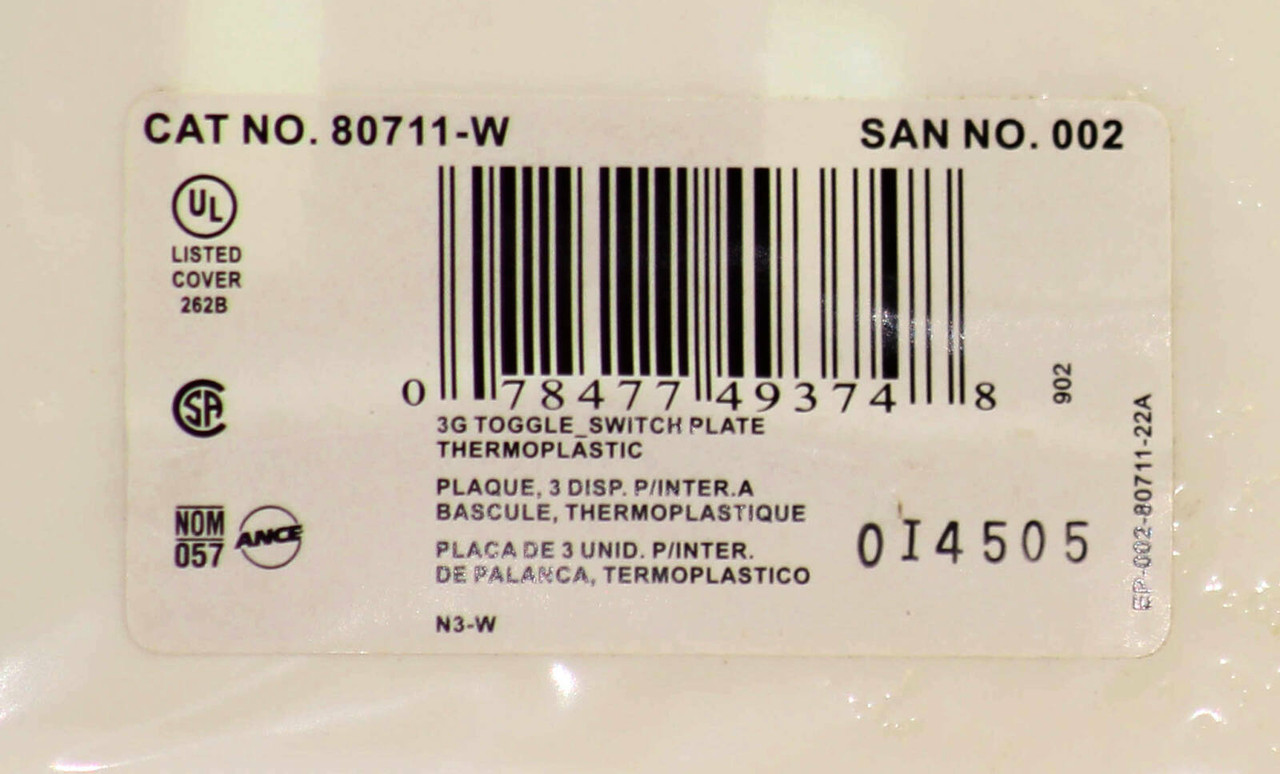 CAT NO. 80711-W
SAN NO. 002
UL
LISTED
COVER
262B
SA
NOM
057
ANCE
0 78477 49374 8
902
3G TOGGLE_SWITCH PLATE
THERMOPLASTIC
PLAQUE, 3 DISP. P/INTER.A
BASCULE, THERMOPLASTIQUE
PLACA DE 3 UNID. P/INTER.
DE PALANCA, TERMOPLASTICO
N3-W
0I4505
EP-002-80711-22A